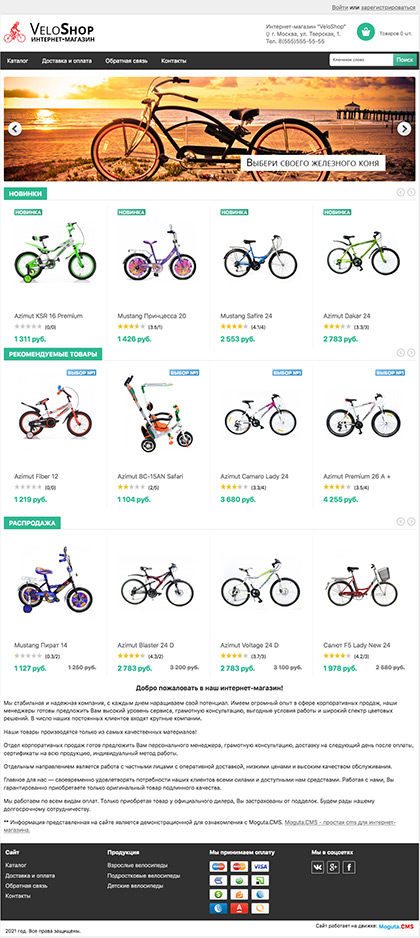 Войти или зарегистрироваться
VeloShop
интернет-магазин
Интернет-магазин "VeloShop"
г. Москва, ул. Тверская, 1.
Тел. 8(555)555-55-55
Товаров 0 шт.
Каталог Доставка и оплата Обратная связь Контакты
Ключевое слово Поиск
Выбери своего железного коня
НОВИНКИ
НОВИНКА НОВИНКА НОВИНКА НОВИНКА
Azimut KSR 16 Premium Mustang Принцесса 20 Mustang Safire 24 Azimut Dakar 24
(0/0) (3.5/1) (4.1/4) (3.3/3)
1 311 руб. 1 426 руб. 2 553 руб. 2 783 руб.
РЕКОМЕНДУЕМЫЕ ТОВАРЫ
ВЫБОР №1 ВЫБОР №1 ВЫБОР №1 ВЫБОР №1
Azimut Fiber 12 Azimut BC-15AN Safari Azimut Camaro Lady 24 Azimut Premium 26 A +
(0/0) (2/5) (3.3/4) (3.5/4)
1 219 руб. 1 104 руб. 3 680 руб. 4 255 руб.
РАСПРОДАЖА
Mustang Пират 14 Azimut Blaster 24 D Azimut Voltage 24 D Салют F5 Lady New 24
(0.3/2) (4.3/2) (3.7/3) (4.2/3)
1 127 руб. 1 250 руб. 2 783 руб. 3 200 руб. 2 783 руб. 3 100 руб. 1 978 руб. 2 580 руб.
Добро пожаловать в наш интернет-магазин!
Мы стабильная и надежная компания, с каждым днем наращиваем свой потенциал. Имеем огромный опыт в сфере корпоративных продаж, наши
менеджеры готовы предложить Вам высокий уровень сервиса, грамотную консультацию, выгодные условия работы и широкий спектр цветовых
решений. В число наших постоянных клиентов входят крупные компании.
Наши товары производятся только из самых качественных материалов!
Отдел корпоративных продаж готов предложить Вам персонального менеджера, грамотную консультацию, доставку на следующий день после оплаты,
сертификаты на всю продукцию, индивидуальный метод работы.
Отдельным направлением является работа с частными лицами с оперативной доставкой, низкими ценами и высоким качеством обслуживания.
Главное для нас — своевременно удовлетворять потребности наших клиентов всеми силами и доступными нам средствами. Работая с нами, Вы
гарантированно приобретаете только оригинальный товар подлинного качества.
Мы работаем по всем видам оплат. Только приобретая товар у официального дилера, Вы застрахованы от подделок. Будем рады нашему
долгосрочному сотрудничеству.
** Информация представленная на сайте является демонстрационной для ознакомления с Moguta.CMS. Moguta.CMS - простая cms для интернет-
магазина.
Сайт Продукция Мы принимаем оплату Мы в соцсетях
Каталог Взрослые велосипеды
Доставка и оплата Подростковые велосипеды
Обратная связь Детские велосипеды
Контакты
2021 год. Все права защищены.
Сайт работает на движке: Moguta.CMS